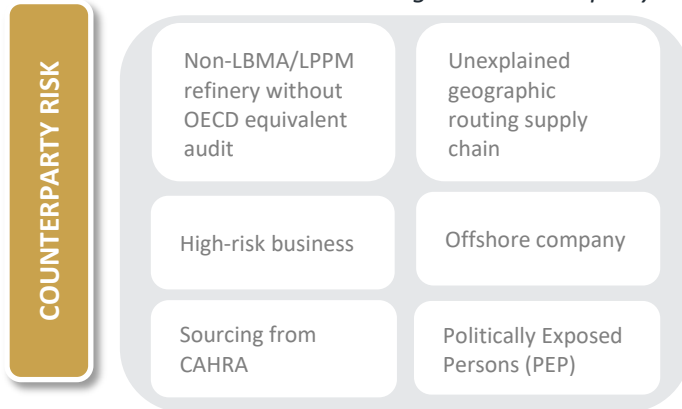 COUNTERPARTY RISK
Non-LBMA/LPPM
refinery without
OECD equivalent
audit
Unexplained
geographic
routing supply
chain
High-risk business
Offshore company
Sourcing from
CAHRA
Politically Exposed
Persons (PEP)